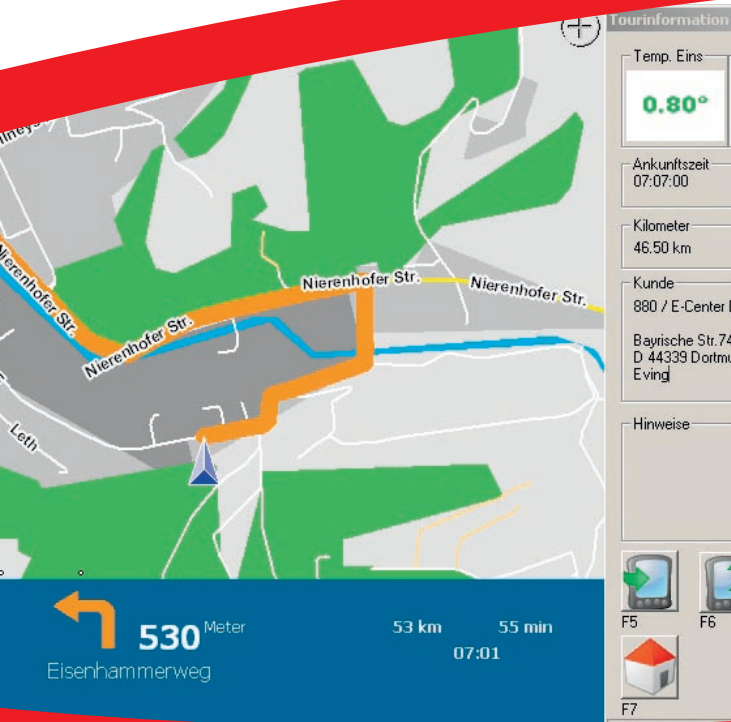 Tourinformation
Temp. Eins
0.80°
Ankunftszeit
07:07:00
Kilometer
46.50 km
Kunde
880 / E-Center
Bayrische Str.74
D 44339
Eving
Hinweise
F5
F6
F7
Nierenhofer Str.
Nierenhofer Str.
Nierenhofer Str.
Nierenhofer Str.
Leth
530 Meter
Eisenhammerweg
53 km 55 min
07:01